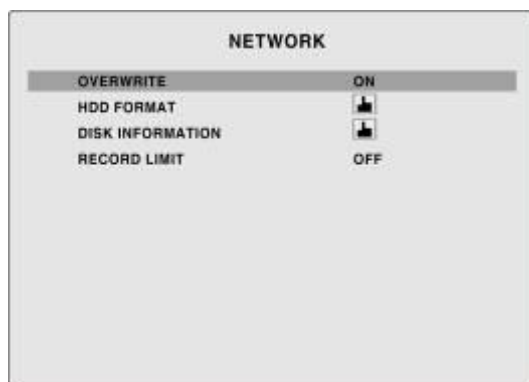 NETWORK
OVERWRITE ON
HDD FORMAT
DISK INFORMATION
RECORD LIMIT OFF